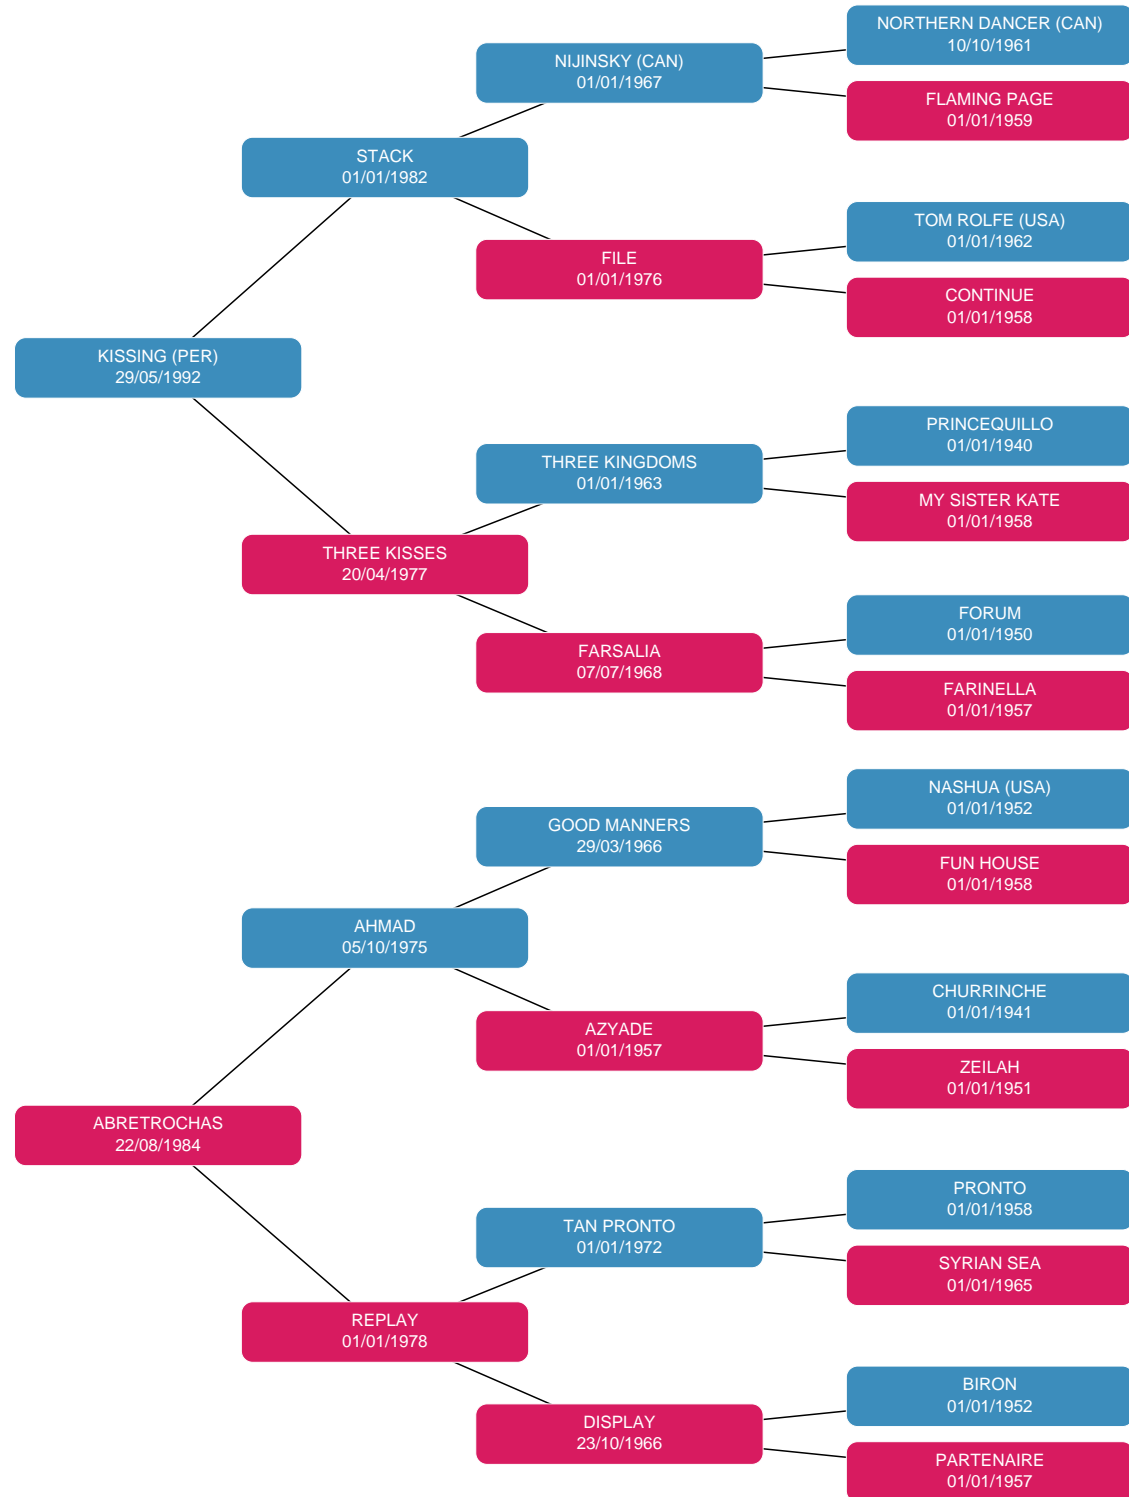 NORTHERN DANCER (CAN)
10/10/1961
NIJINSKY (CAN)
01/01/1967
FLAMING PAGE
01/01/1959
STACK
01/01/1982
TOM ROLFE (USA)
01/01/1962
FILE
01/01/1976
CONTINUE
01/01/1958
KISSING (PER)
29/05/1992
PRINCEQUILLO
01/01/1940
THREE KINGDOMS
01/01/1963
MY SISTER KATE
01/01/1958
THREE KISSES
20/04/1977
FORUM
01/01/1950
FARSALIA
07/07/1968
FARINELLA
01/01/1957
NASHUA (USA)
01/01/1952
GOOD MANNERS
29/03/1966
FUN HOUSE
01/01/1958
AHMAD
05/10/1975
CHURRINCHE
01/01/1941
AZYADE
01/01/1957
ZEILAH
01/01/1951
ABRETROCHAS
22/08/1984
PRONTO
01/01/1958
TAN PRONTO
01/01/1972
SYRIAN SEA
01/01/1965
REPLAY
01/01/1978
BIRON
01/01/1952
DISPLAY
23/10/1966
PARTENAIRE
01/01/1957